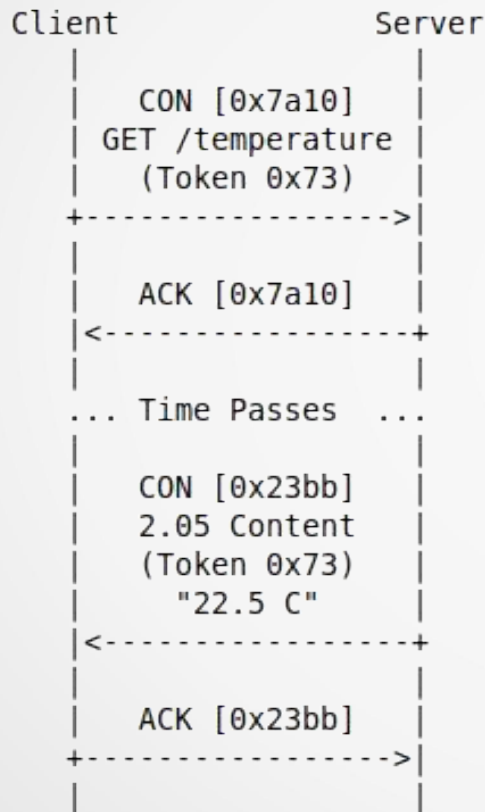 Client Server
CON [0x7a10]
GET /temperature
(Token 0x73)
ACK [0x7a10]
... Time Passes ...
CON [0x23bb]
2.05 Content
(Token 0x73)
"22.5 C"
ACK [0x23bb]